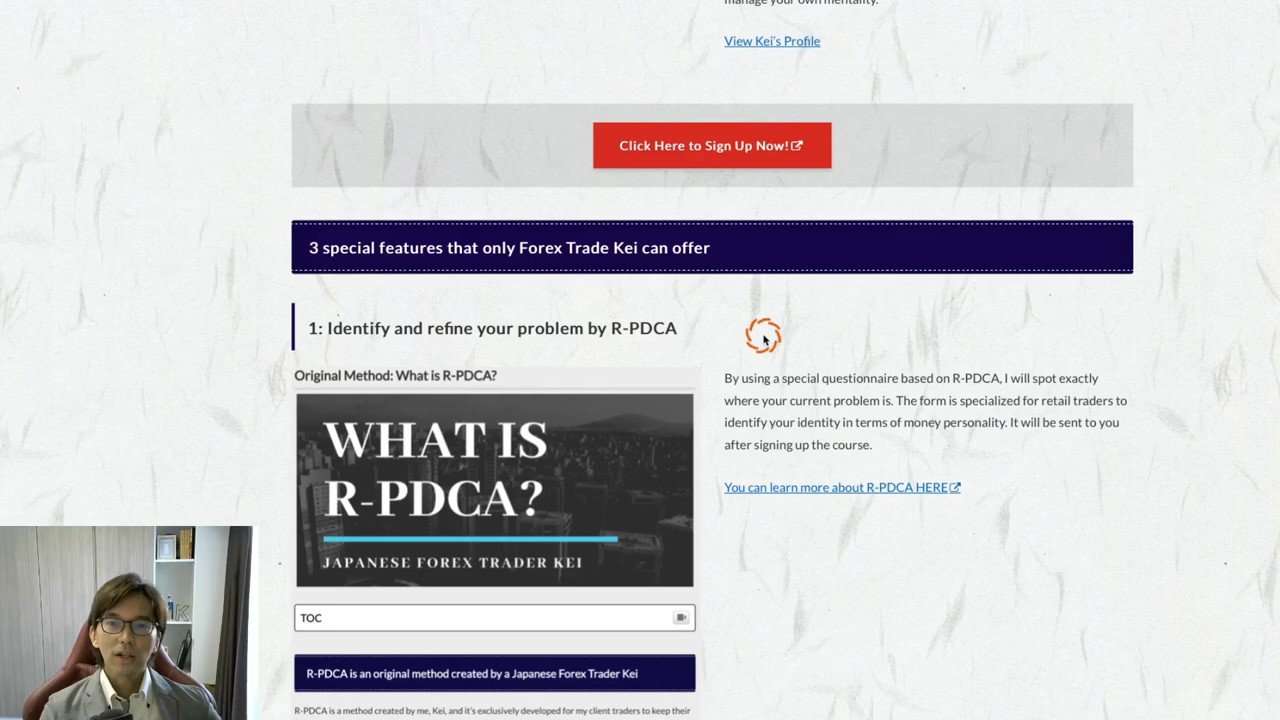 manage your own mentality.
View Kei's Profile
Click Here to Sign Up Now!
3 special features that only Forex Trade Kei can offer
1: Identify and refine your problem by R-PDCA
Original Method: What is R-PDCA?
WHAT IS
R-PDCA?
JAPANESE FOREX TRADER KEI
TOC
R-PDCA is an original method created by a Japanese Forex Trader Kei
R-PDCA is a method created by me, Kei, and it's exclusively developed for my client traders to keep their
By using a special questionnaire based on R-PDCA, I will spot exactly
where your current problem is. The form is specialized for retail traders to
identify your identity in terms of money personality. It will be sent to you
after signing up the course.
You can learn more about R-PDCA HERE